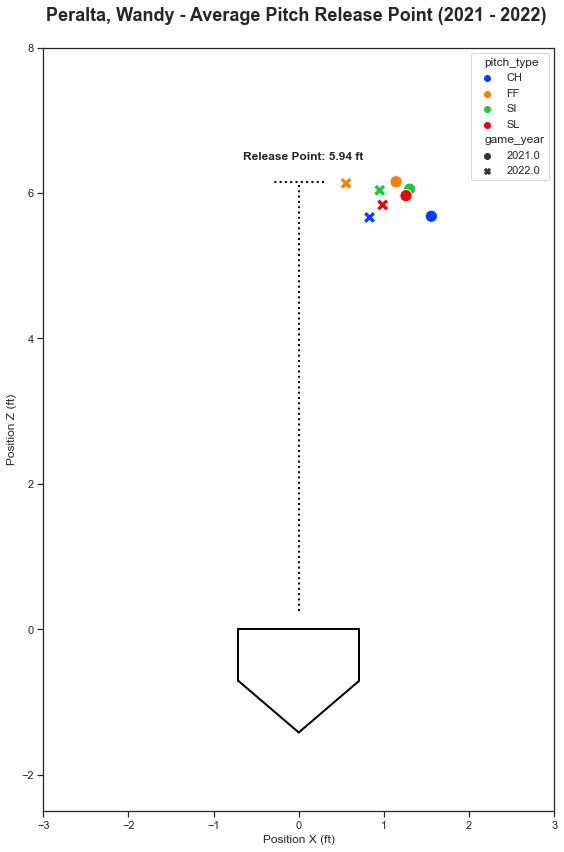 Peralta, Wandy - Average Pitch Release Point (2021 - 2022)
8
pitch_type
CH
FF
SI
SL
game_year
2021.0
2022.0
Release Point: 5.94 ft
6
4
Position Z (ft)
2
0
−2
−3
−2
−1
0
1
2
3
Position X (ft)